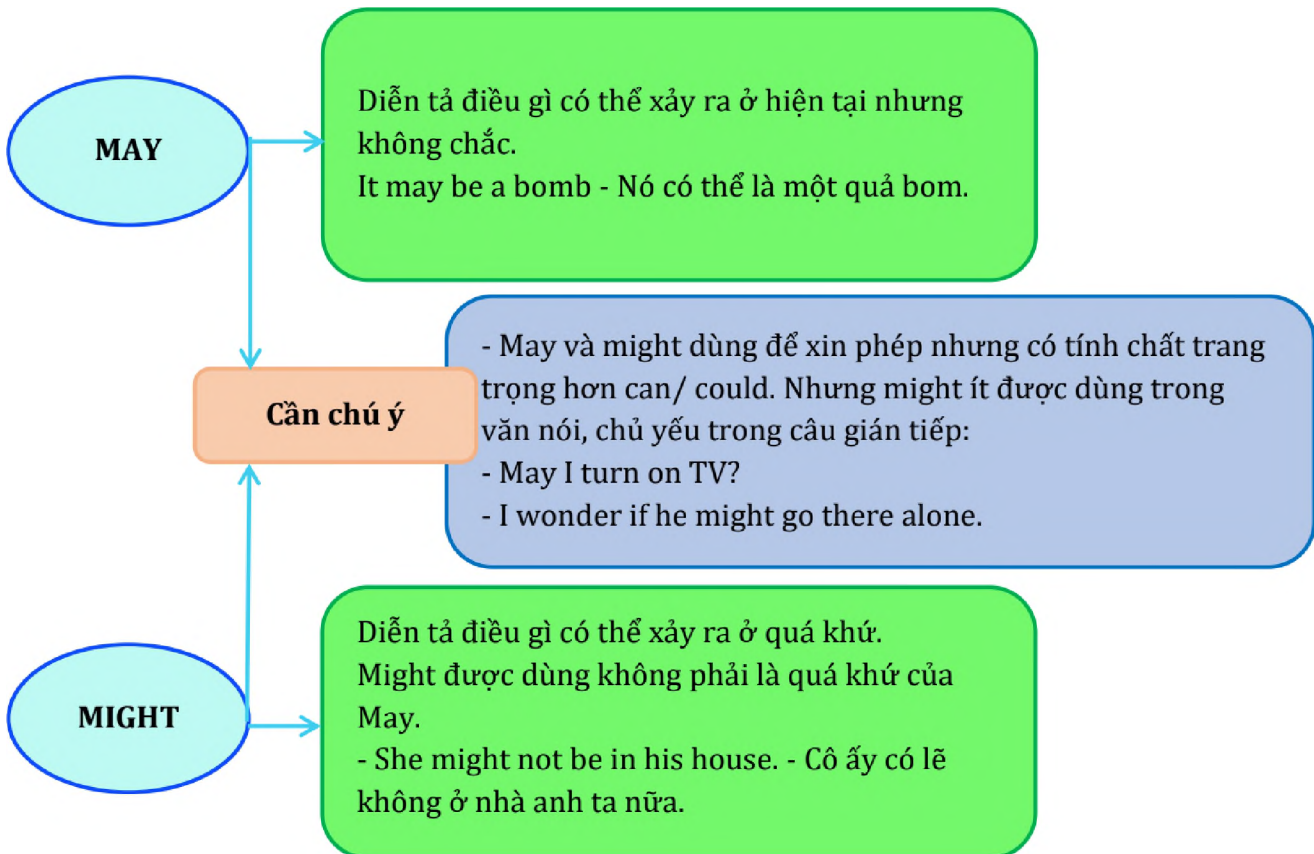 MAY
Diễn tả điều gì có thể xảy ra ở hiện tại nhưng
không chắc.
It may be a bomb - Nó có thể là một quả bom.
Cần chú ý
- May và might dùng để xin phép nhưng có tính chất trang
trọng hơn can/ could. Nhưng might ít được dùng trong
văn nói, chủ yếu trong câu gián tiếp:
- May I turn on TV?
- I wonder if he might go there alone.
MIGHT
Diễn tả điều gì có thể xảy ra ở quá khứ.
Might được dùng không phải là quá khứ của
May.
- She might not be in his house. - Cô ấy có lẽ
không ở nhà anh ta nữa.